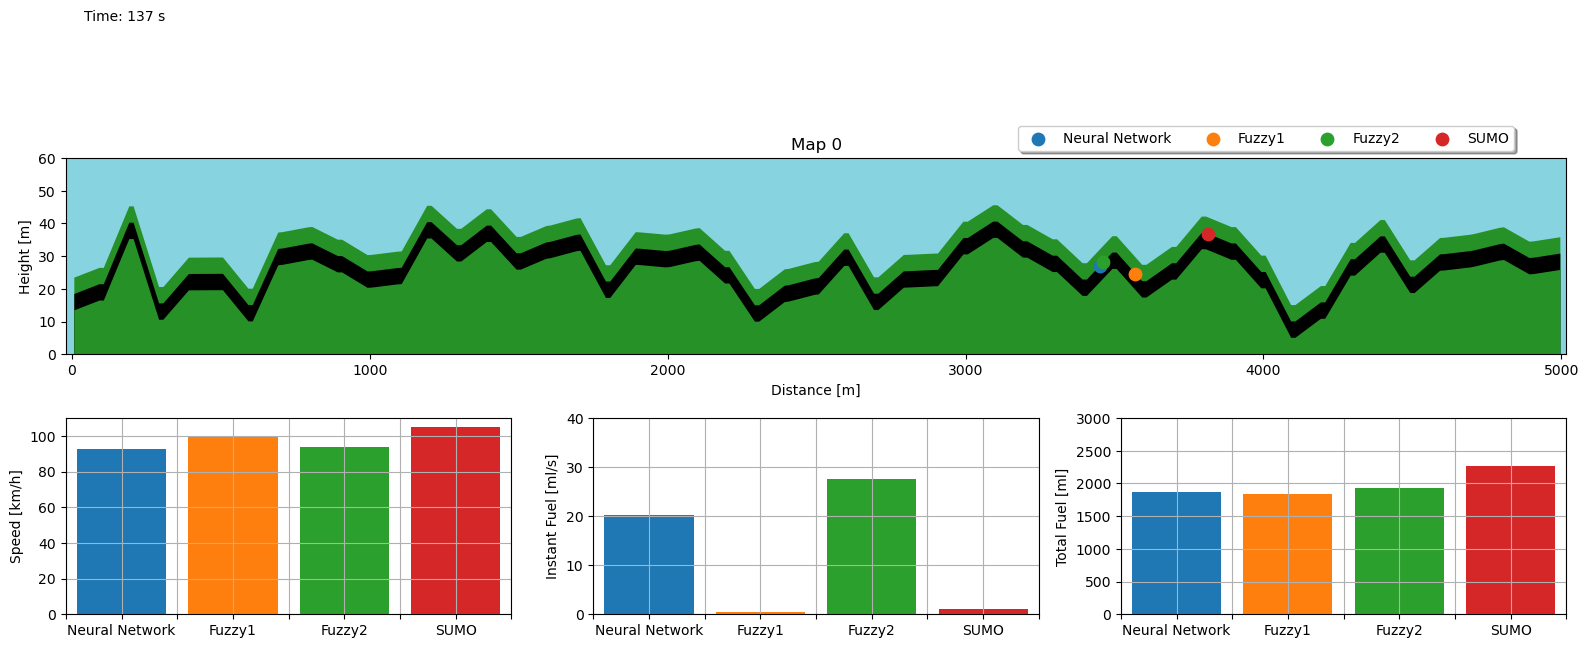 Time: 137 s
Neural Network Fuzzy1 Fuzzy2 SUMO
Map 0
60
50
40
30
20
10
0
Height [m]
0 1000 2000 3000 4000 5000
Distance [m]
100
80
60
40
20
0
Speed [km/h]
Neural Network Fuzzy1 Fuzzy2 SUMO
40
30
20
10
0
Instant Fuel [ml/s]
Neural Network Fuzzy1 Fuzzy2 SUMO
3000
2500
2000
1500
1000
500
0
Total Fuel [ml]
Neural Network Fuzzy1 Fuzzy2 SUMO